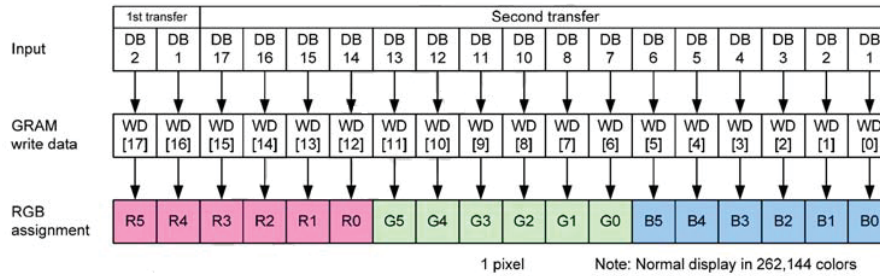 1st transfer Second transfer
Input DB 2 DB 1 DB 17 DB 16 DB 15 DB 14 DB 13 DB 12 DB 11 DB 10 DB 8 DB 7 DB 6 DB 5 DB 4 DB 3 DB 2 DB 1
GRAM write data WD [17] WD [16] WD [15] WD [14] WD [13] WD [12] WD [11] WD [10] WD [9] WD [8] WD [7] WD [6] WD [5] WD [4] WD [3] WD [2] WD [1] WD [0]
RGB assignment R5 R4 R3 R2 R1 R0 G5 G4 G3 G2 G1 G0 B5 B4 B3 B2 B1 B0
1 pixel Note: Normal display in 262,144 colors